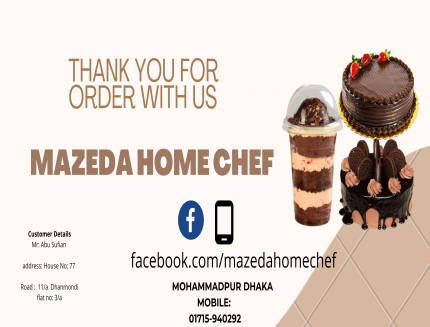 THANK YOU FOR
ORDER WITH US
MAZEDA HOME CHEF
facebook.com/mazedahomechef
MOHAMMADPUR DHAKA
MOBILE:
01715-940292
Customer Details
Mr: Abu Sufian
address: House No; 77
Road : 11/a Dhanmondi
flat no: 3/a